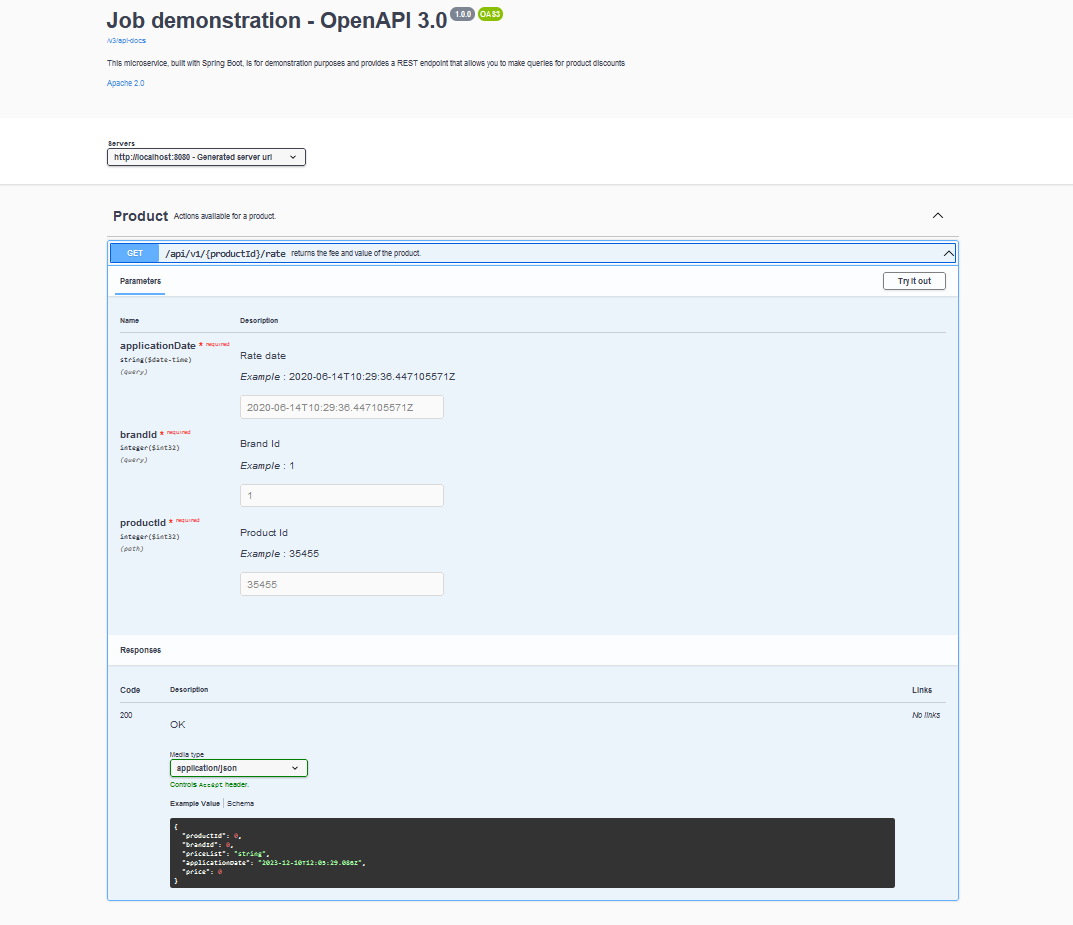 Job demonstration - OpenAPI 3.0 1.0.0 OAS3
/v3/api-docs
This microservice, built with Spring Boot, is for demonstration purposes and provides a REST endpoint that allows you to make queries for product discounts
Apache 2.0
Servers
http://localhost:8080 - Generated server url
Product Actions available for a product.
GET /api/v1/{productId}/rate returns the fee and value of the product.
Parameters Try it out
Name Description
applicationDate * required
string($date-time)
(query)
Rate date
Example : 2020-06-14T10:29:36.447105571Z
2020-06-14T10:29:36.447105571Z
brandId * required
integer($int32)
(query)
Brand Id
Example : 1
1
productId * required
integer($int32)
(path)
Product Id
Example : 35455
35455
Responses
Code Description Links
200 OK No links
Media type
application/json
Controls Accept header.
Example Value Schema
{
"productId": 0,
"brandId": 0,
"priceList": "string",
"applicationDate": "2023-12-10T12:05:29.086Z",
"price": 0
}